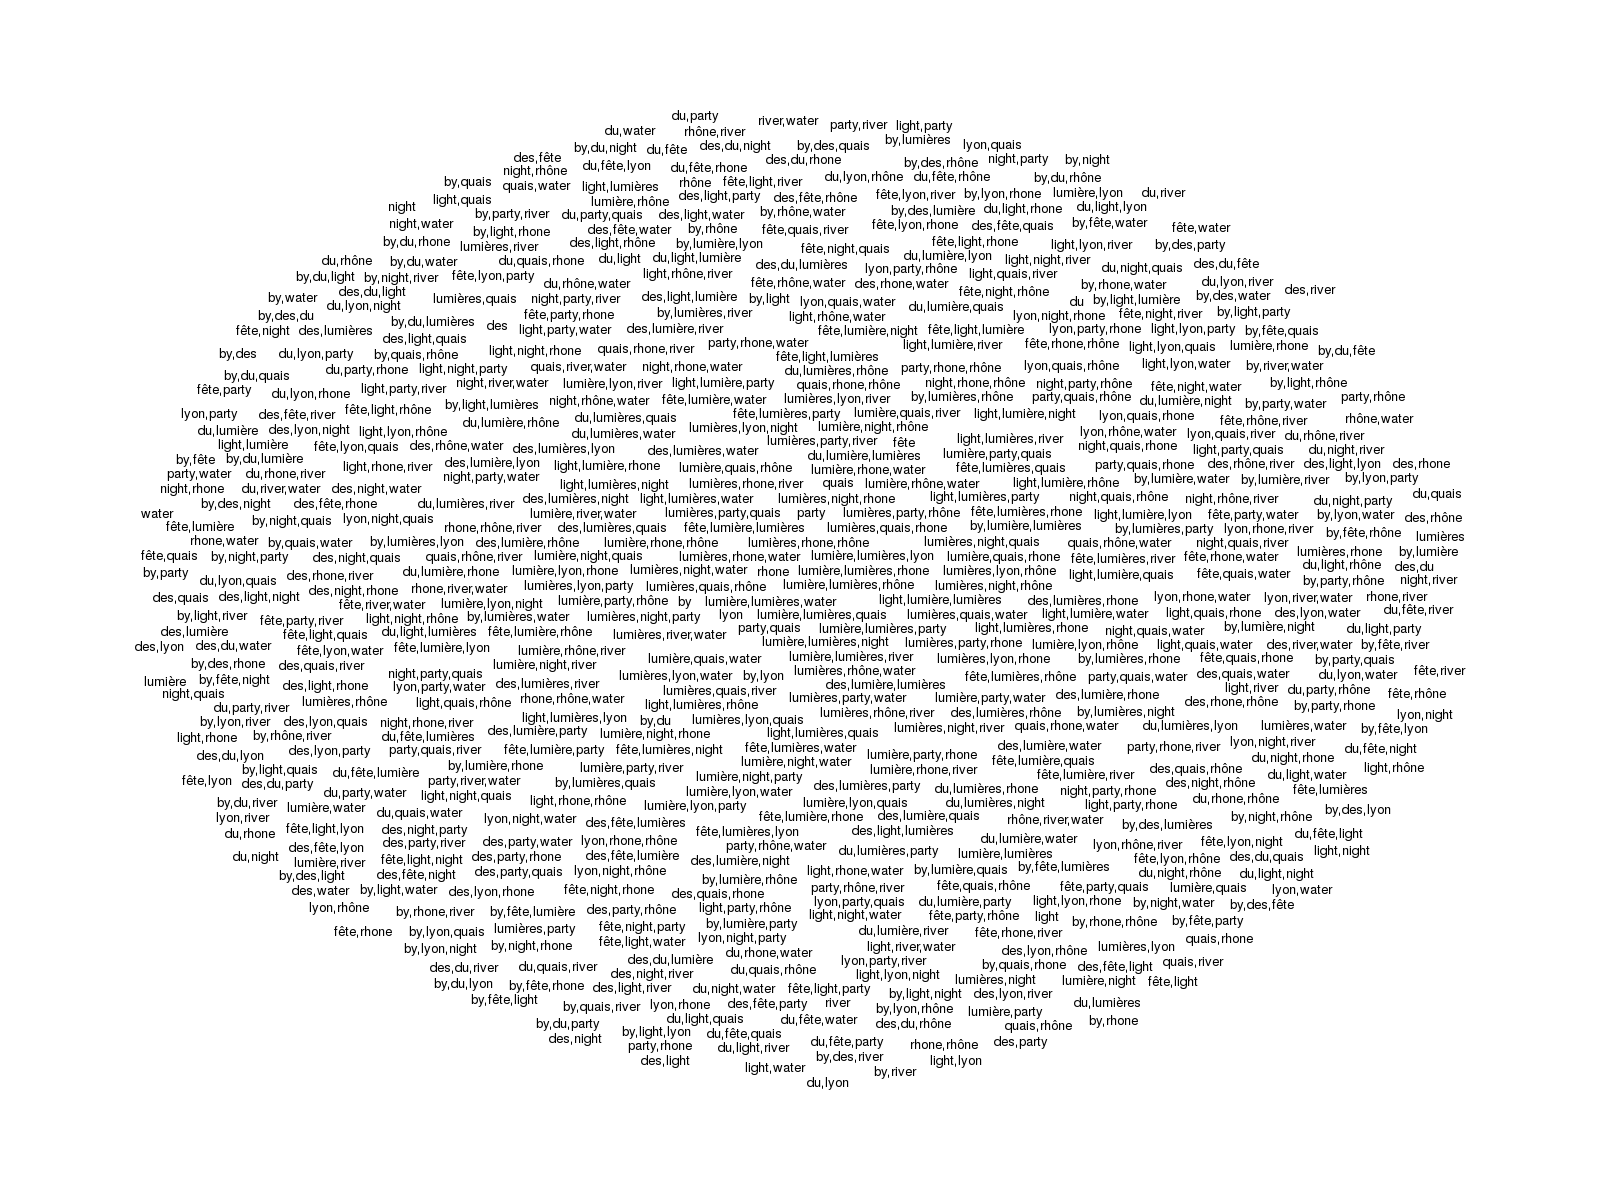 du,party
river,water party,river light,party
du,water rhône,river
by,lumières
by,du,night du,fête des,du,night by,des,quais lyon,quais
des,fête des,du,rhone by,des,rhône night,party by,night
night,rhône du,fête,lyon du,fête,rhone
by,quais quais,water light,lumières rhône fête,light,river du,lyon,rhône du,fête,rhône by,du,rhône
night light,quais lumière,rhône des,light,party des,fête,rhône fête,lyon,river by,lyon,rhone lumière,lyon du,river
night,water by,party,river du,party,quais des,light,water by,rhône,water by,des,lumière du,light,rhone du,light,lyon
by,light,rhone des,fête,water by,rhône fête,quais,river fête,lyon,rhone des,fête,quais by,fête,water fête,water
by,du,rhone lumières,river des,light,rhône by,lumière,lyon fête,night,quais fête,light,rhone light,lyon,river by,des,party
du,rhône by,du,water du,quais,rhone du,light du,light,lumière des,du,lumières lyon,party,rhône du,lumière,lyon light,night,river du,night,quais des,du,fête
by,du,light by,night,river fête,lyon,party du,rhône,water light,rhône,river fête,rhône,water des,rhone,water light,quais,river by,rhone,water du,lyon,river des,river
by,water des,du,light du,lyon,night lumières,quais night,party,river des,light,lumière by,light lyon,quais,water du,lumière,quais fête,night,rhône du by,light,lumière by,des,water
by,des,du by,du,lumières des fête,party,rhone by,lumières,river light,rhône,water lyon,night,rhone fête,night,river by,light,party
fête,night des,lumières des,light,quais light,party,water des,lumière,river fête,lumière,night fête,light,lumière lyon,party,rhone light,lyon,party by,fête,quais
by,des du,lyon,party by,quais,rhône light,night,rhone quais,rhone,river party,rhone,water fête,light,lumières light,lumière,river fête,rhone,rhône light,lyon,quais lumière,rhone by,du,fête
by,du,quais du,party,rhone light,night,party quais,river,water night,rhone,water du,lumières,rhône party,rhone,rhône lyon,quais,rhône light,lyon,water by,river,water
fête,party du,lyon,rhone light,party,river night,river,water lumière,lyon,river light,lumière,party quais,rhone,rhône night,rhone,rhône night,party,rhône fête,night,water by,light,rhône
lyon,party des,fête,river fête,light,rhône by,light,lumières night,rhône,water fête,lumière,water lumières,lyon,river by,lumières,rhône party,quais,rhône du,lumière,night by,party,water party,rhône
du,lumière des,lyon,night light,lyon,rhône du,lumière,rhône du,lumières,quais fête,lumières,party lumière,quais,river light,lumière,night lyon,quais,rhone fête,rhône,river rhône,water
light,lumière fête,lyon,quais des,rhône,water des,lumières,lyon du,lumières,water lumières,lyon,night lumières,party,river lumière,night,rhône fête light,lumières,river lyon,rhône,water lyon,quais,river du,rhône,river
by,fête by,du,lumière light,rhone,river des,lumière,lyon light,lumière,rhone des,lumières,water du,lumière,lumières lumière,party,quais night,quais,rhone light,party,quais du,night,river
party,water du,rhone,river night,party,water lumière,quais,rhône lumière,rhone,water fête,lumières,quais party,quais,rhone des,rhône,river des,light,lyon des,rhone
night,rhone du,river,water des,night,water light,lumières,night lumières,rhone,river quais lumière,rhône,water light,lumière,rhône by,lumière,water by,lumière,river by,lyon,party
water by,des,night des,fête,rhone du,lumières,river des,lumières,night light,lumières,water lumières,night,rhone light,lumières,party night,quais,rhône night,rhône,river du,night,party du,quais
fête,lumière by,night,quais lyon,night,quais lumière,river,water lumières,party,quais party lumières,party,rhône fête,lumières,rhone light,lumière,lyon fête,party,water by,lyon,water des,rhône
rhone,water by,quais,water by,lumières,lyon rhone,rhône,river des,lumières,quais fête,lumière,lumières lumières,quais,rhone by,lumière,lumières by,lumières,party lyon,rhone,river by,fête,rhône lumières
fête,quais by,night,party des,night,quais quais,rhône,river des,lumière,rhône lumière,rhone,rhône lumières,rhone,rhône lumières,night,quais quais,rhône,water night,quais,river lumières,rhone by,lumière
by,party du,lyon,quais des,rhone,river du,lumière,rhone lumière,night,quais lumière,lyon,rhone lumières,rhone,water lumières,night,water rhone lumière,lumières,lyon lumière,lumières,rhone lumière,quais,rhone lumières,lyon,rhône fête,lumières,river light,lumière,quais fête,rhone,water fête,quais,water du,light,rhône des,du by,party,rhône night,river
des,quais des,light,night des,night,rhone rhone,river,water lumières,lyon,party lumières,quais,rhône lumière,lumières,rhône lumières,night,rhône lyon,rhone,water lyon,river,water rhone,river
by,light,river fête,party,river fête,river,water light,night,rhône lumière,lyon,night by,lumières,water lumière,party,rhône by lumières,night,party lumière,lumières,water lyon lumière,lumières,quais light,lumière,lumières lumières,quais,water des,lumières,rhone light,lumière,water light,quais,rhone des,lyon,water du,fête,river
des,lumière fête,light,quais du,light,lumières fête,lumière,rhône lumières,river,water party,quais lumière,lumières,party light,lumières,rhone night,quais,water by,lumière,night du,light,party
des,lyon des,du,water fête,lyon,water fête,lumière,lyon lumière,rhône,river lumière,lumières,night lumières,party,rhone lumière,lyon,rhône light,quais,water des,river,water by,fête,river
by,des,rhone des,quais,river night,party,quais lumière,night,river lumière,quais,water lumière,lumières,river lumières,lyon,rhone by,lumières,rhone fête,quais,rhone by,party,quais
lumière by,fête,night des,light,rhone lyon,party,water des,lumières,river lumières,lyon,water by,lyon lumières,rhône,water des,lumière,lumières fête,lumières,rhône party,quais,water des,quais,water du,lyon,water fête,river
night,quais du,party,river lumières,rhône light,quais,rhône rhone,rhône,water lumières,quais,river light,lumières,rhône lumières,party,water lumière,party,water des,lumière,rhone light,river du,party,rhône fête,rhône
by,lyon,river des,lyon,quais night,rhone,river light,lumières,lyon by,du lumières,lyon,quais lumières,rhône,river des,lumières,rhône by,lumières,night des,rhone,rhône by,party,rhone lyon,night
light,rhone by,rhône,river du,fête,lumières des,lumière,party lumière,night,rhone light,lumières,quais lumières,night,river quais,rhone,water du,lumières,lyon lumières,water by,fête,lyon
des,du,lyon des,lyon,party party,quais,river fête,lumière,party fête,lumières,night fête,lumières,water lumière,party,rhone des,lumière,water party,rhone,river lyon,night,river du,fête,night
by,light,quais du,fête,lumière by,lumière,rhone lumière,party,river lumière,night,water lumière,rhone,river fête,lumière,quais des,quais,rhône du,night,rhone light,rhône
fête,lyon des,du,party party,river,water by,lumières,quais lumière,night,party des,lumières,party du,lumières,rhone fête,lumière,river des,night,rhône du,light,water
by,du,river lumière,water du,party,water light,night,quais light,rhone,rhône lumière,lyon,water lumière,lyon,quais du,lumières,night night,party,rhone du,rhone,rhône fête,lumières
lyon,river du,quais,water lyon,night,water des,fête,lumières lumière,lyon,party fête,lumière,rhone des,lumière,quais rhône,river,water light,party,rhone by,night,rhône by,des,lyon
du,rhone fête,light,lyon des,night,party fête,lumières,lyon des,light,lumières by,des,lumières du,fête,light
du,night des,fête,lyon des,party,river des,party,water lyon,rhone,rhône party,rhône,water du,lumières,party du,lumière,water lyon,rhône,river fête,lyon,night light,night
lumière,river fête,light,night des,party,rhone des,fête,lumière des,lumière,night lumière,lumières fête,lyon,rhône des,du,quais
by,des,light des,fête,night des,party,quais lyon,night,rhône by,lumière,rhône light,rhone,water by,lumière,quais by,fête,lumières du,night,rhône du,light,night
des,water by,light,water des,lyon,rhone fête,night,rhone des,quais,rhone party,rhône,river fête,quais,rhône fête,party,quais lumière,quais lyon,water
lyon,rhône by,rhone,river by,fête,lumière des,party,rhône light,party,rhône lyon,party,quais du,lumière,party light,lyon,rhone by,night,water by,des,fête
fête,rhone by,lyon,quais lumières,party fête,night,party by,lumière,party light,night,water fête,party,rhône light by,rhone,rhône by,fête,party
by,lyon,night by,night,rhone fête,light,water lyon,night,party du,lumière,river fête,rhone,river lumières,lyon quais,rhone
des,du,river du,quais,river des,du,lumière du,rhone,water light,river,water des,lyon,rhône
by,du,lyon by,fête,rhone des,night,river du,quais,rhône lyon,party,river by,quais,rhone des,fête,light quais,river
by,fête,light des,light,river du,night,water fête,light,party light,lyon,night lumières,night lumière,night fête,light
by,quais,river lyon,rhone des,fête,party river by,light,night des,lyon,river du,lumières
by,du,party du,light,quais du,fête,water by,lyon,rhône lumière,party by,rhone
des,night by,light,lyon du,fête,quais des,du,rhône quais,rhône
party,rhone du,light,river du,fête,party rhone,rhône des,party
des,light light,water by,des,river light,lyon
by,river
du,lyon